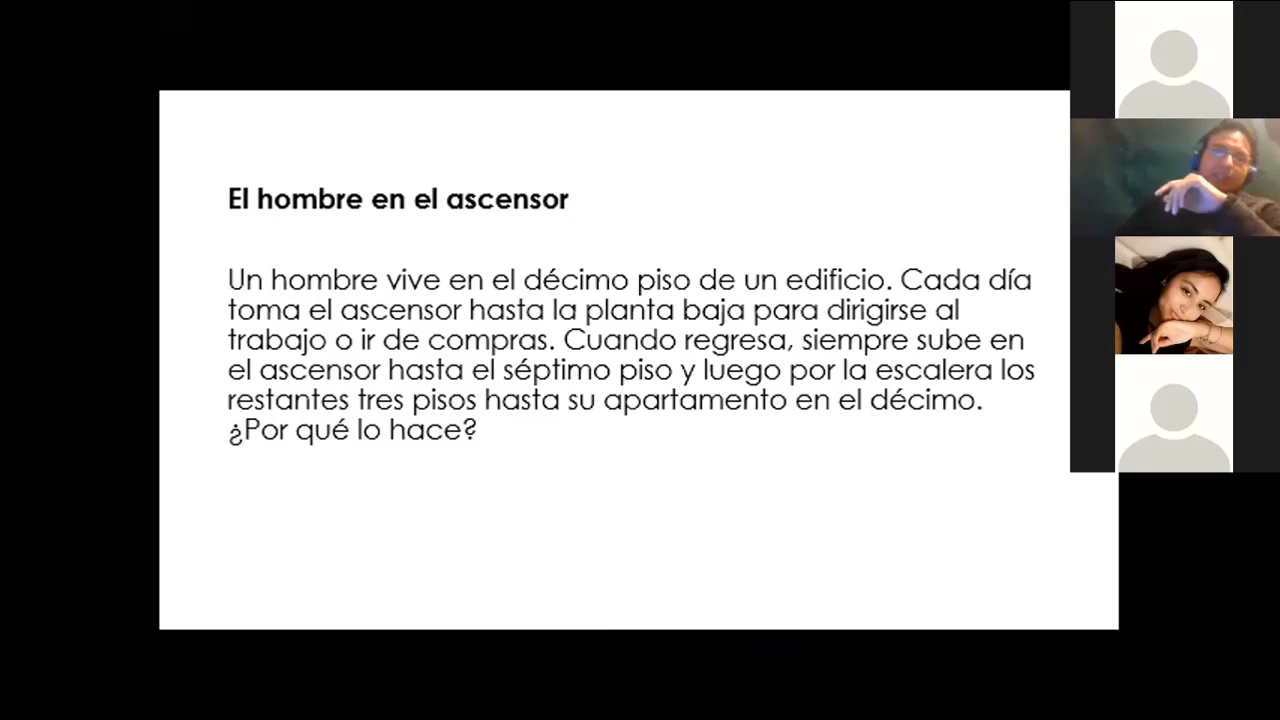 El hombre en el ascensor
Un hombre vive en el décimo piso de un edificio. Cada día
toma el ascensor hasta la planta baja para dirigirse al
trabajo o ir de compras. Cuando regresa, siempre sube en
el ascensor hasta el séptimo piso y luego por la escalera los
restantes tres pisos hasta su apartamento en el décimo.
¿Por qué lo hace?